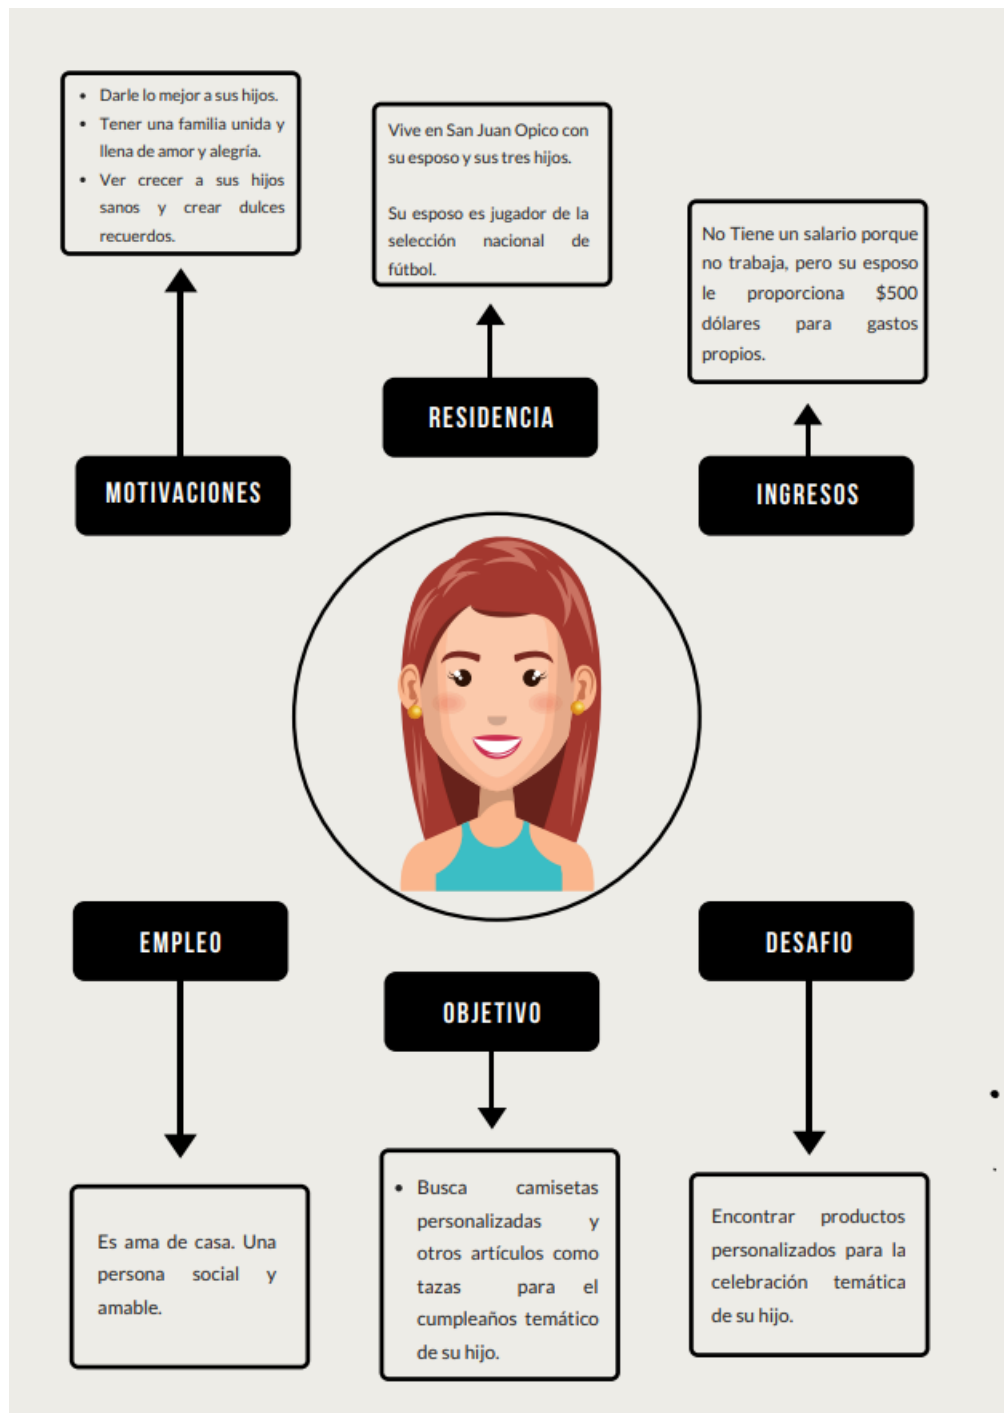 • Darle lo mejor a sus hijos.
• Tener una familia unida y
llena de amor y alegría.
• Ver crecer a sus hijos
sanos y crear dulces
recuerdos.
Vive en San Juan Opico con
su esposo y sus tres hijos.
Su esposo es jugador de la
selección nacional de
fútbol.
No Tiene un salario porque
no trabaja, pero su esposo
le proporciona $500
dólares para gastos
propios.
RESIDENCIA
MOTIVACIONES
INGRESOS
EMPLEO
DESAFIO
OBJETIVO
Es ama de casa. Una
persona social y
amable.
• Busca camisetas
personalizadas y
otros artículos como
tazas para el
cumpleaños temático
de su hijo.
Encontrar productos
personalizados para la
celebración temática
de su hijo.